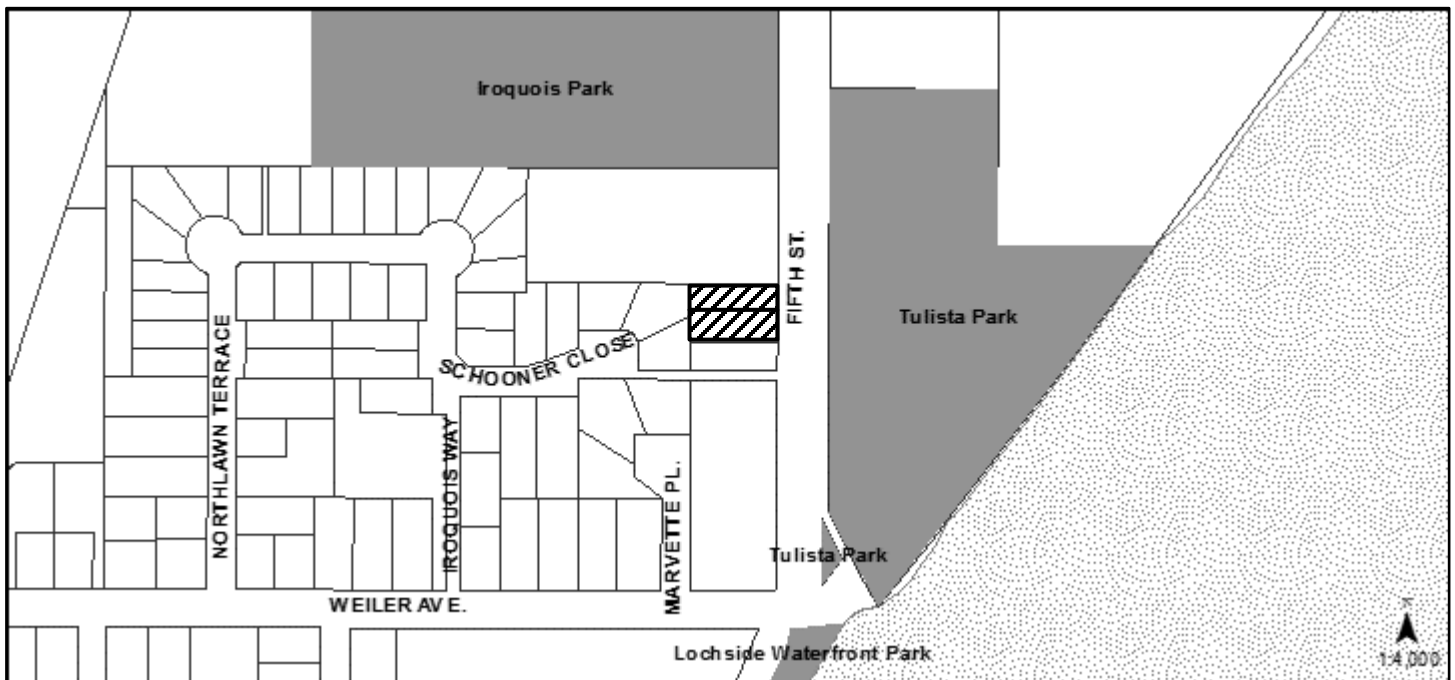 Iroquois Park
FIFTH ST.
Tulista Park
SCHOONER CLOSE
NORTHLAWN TERRACE
IROQUOIS WAY
MARVETTE PL.
Tulista Park
WEILER AVE.
Lochside Waterfront Park
N
1:4,000